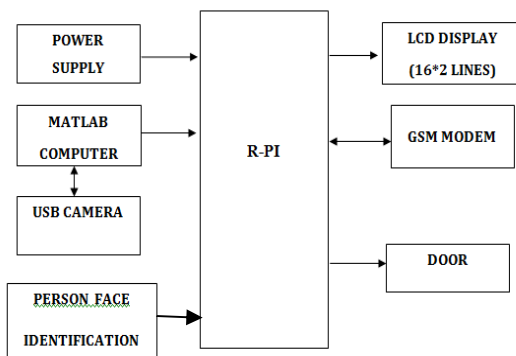 POWER
SUPPLY
MATLAB
COMPUTER
USB CAMERA
PERSON FACE
IDENTIFICATION
R-PI
LCD DISPLAY
(16*2 LINES)
GSM MODEM
DOOR